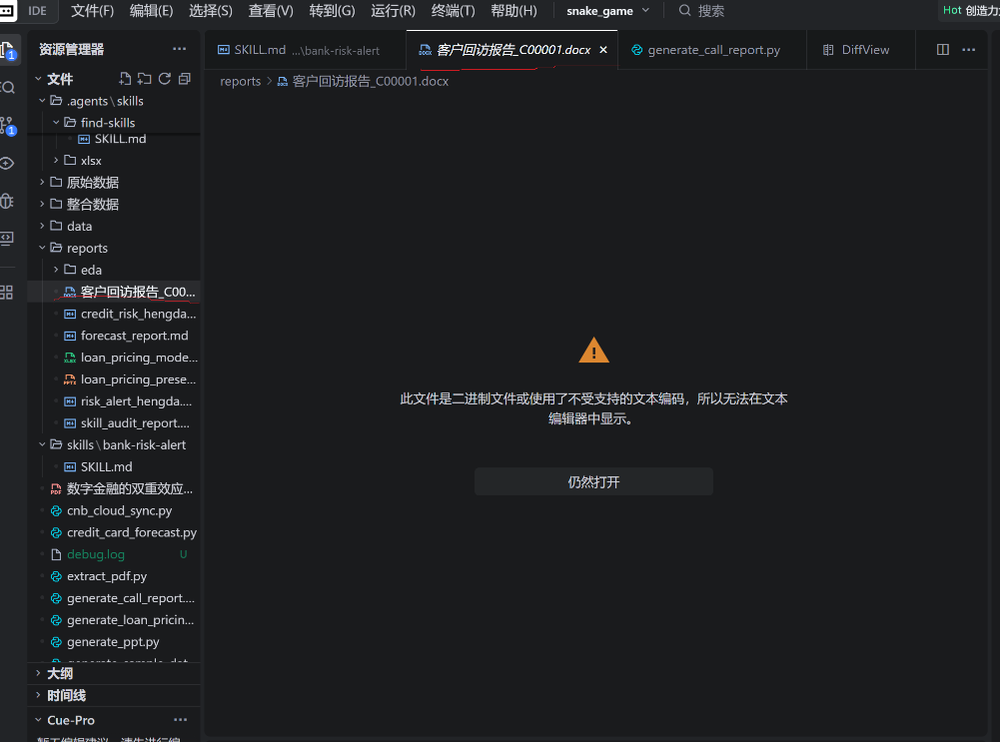 IDE 文件(F) 编辑(E) 选择(S) 查看(V) 转到(G) 运行(R) 终端(T) 帮助(H) snake_game 搜索 Hot 创造力
资源管理器 ...
SKILL.md ...\bank-risk-alert 客户回访报告_C00001.docx × generate_call_report.py DiffView ...
reports > 客户回访报告_C00001.docx
文件
.agents\skills
find-skills
SKILL.md
xlsx
原始数据
整合数据
data
reports
eda
客户回访报告_C00...
credit_risk_hengda...
forecast_report.md
loan_pricing_mode...
loan_pricing_prese...
risk_alert_hengda....
skill_audit_report....
skills\bank-risk-alert
SKILL.md
数字金融的双重效应...
cnb_cloud_sync.py
credit_card_forecast.py
debug.log U
extract_pdf.py
generate_call_report....
generate_loan_pricin...
generate_ppt.py
大纲
时间线
Cue-Pro ...
此文件是二进制文件或使用了不受支持的文本编码，所以无法在文本
编辑器中显示。
仍然打开